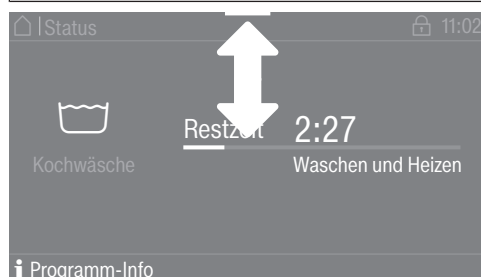 Status 11:02
Restzeit 2:27
Kochwäsche Waschen und Heizen
i Programm-Info